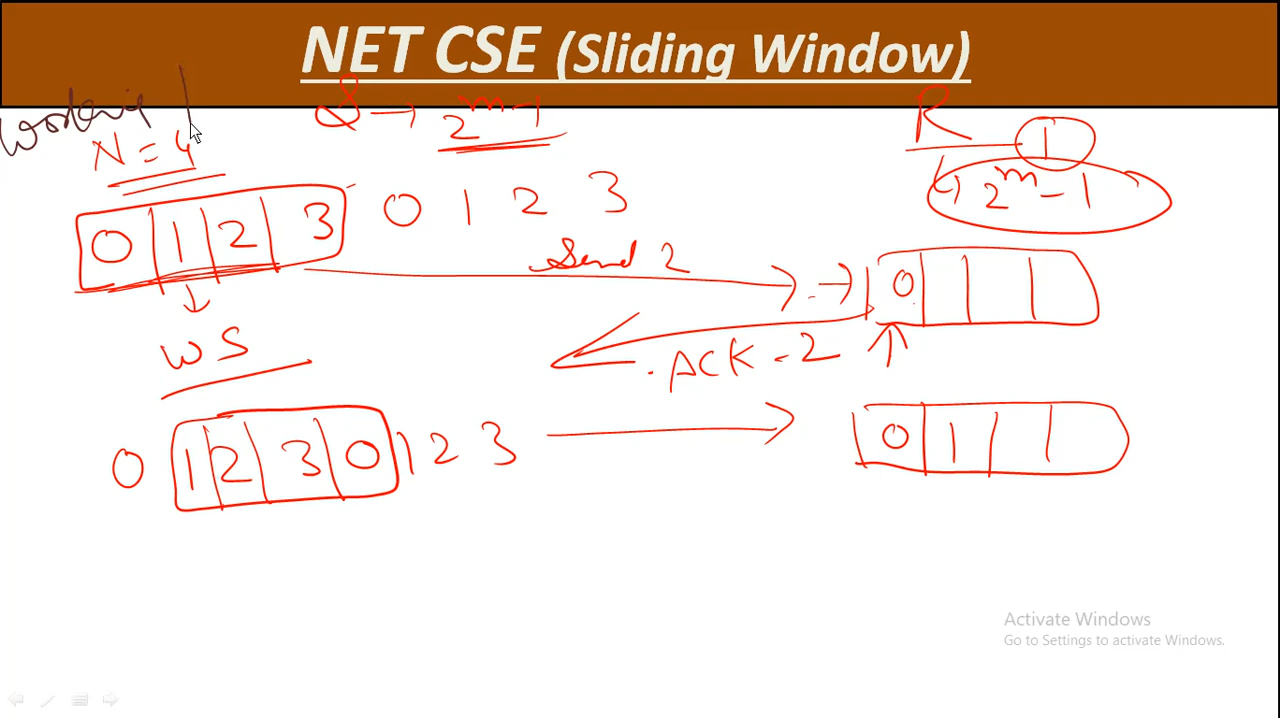 NET CSE (Sliding Window)
Working
N = 4
S → 2^m-1
R 1
→ 2^m - 1
0 1 2 3 0 1 2 3
Send 2
0
ACK - 2
WS
0 1 2 3 0 1 2 3
0 1
Activate Windows
Go to Settings to activate Windows.